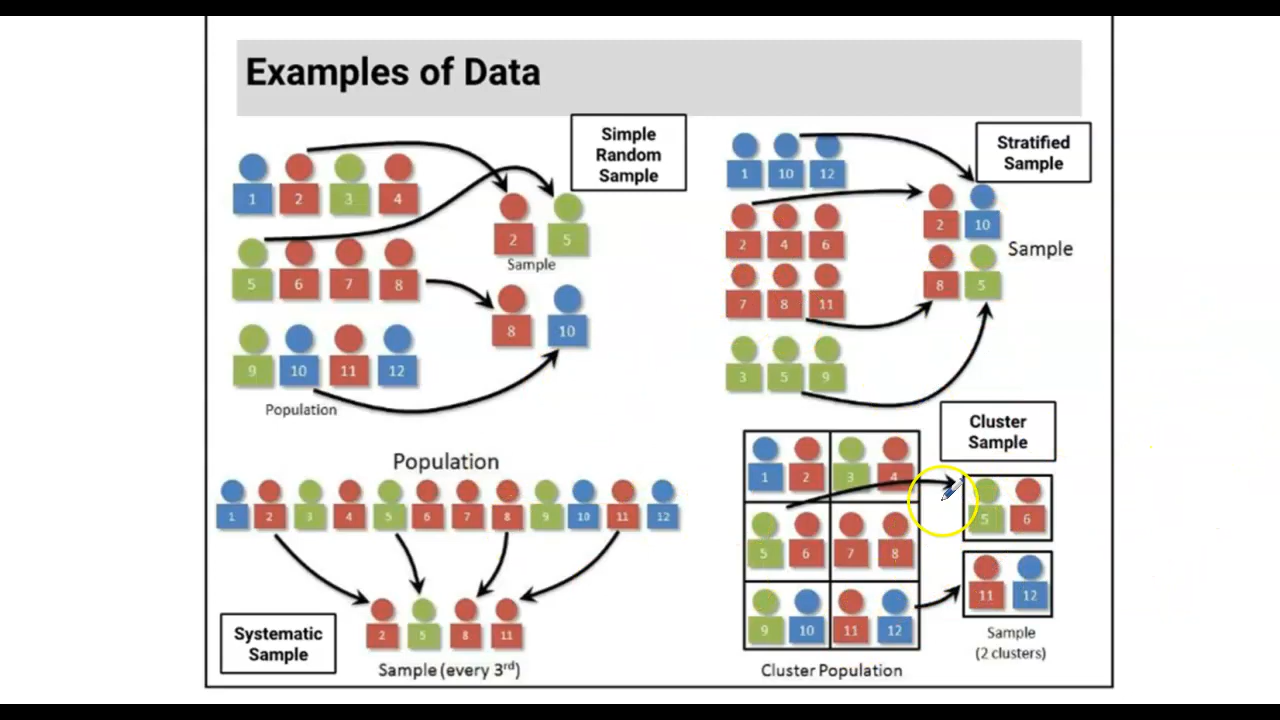 Examples of Data
Simple
Random
Sample
1 2 3 4
5 6 7 8
9 10 11 12
Population
2 5
Sample
8 10
Stratified
Sample
1 10 12
2 4 6
7 8 11
3 5 9
2 10
8 5
Sample
Population
1 2 3 4 5 6 7 8 9 10 11 12
2 5 8 11
Systematic
Sample
Sample (every 3rd)
Cluster
Sample
1 2 3 4
5 6 7 8
9 10 11 12
Cluster Population
5 6
11 12
Sample
(2 clusters)